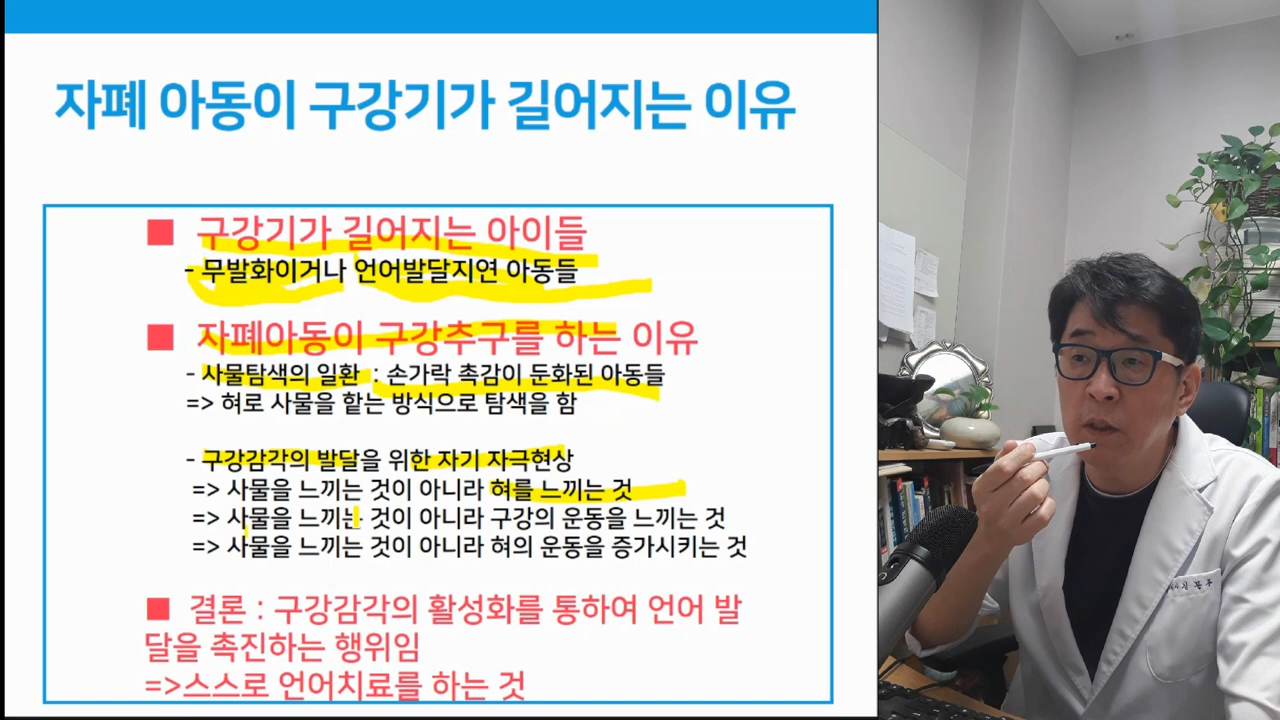 자폐 아동이 구강기가 길어지는 이유
■ 구강기가 길어지는 아이들
- 무발화이거나 언어발달지연 아동들
■ 자폐아동이 구강추구를 하는 이유
- 사물탐색의 일환 : 손가락 촉감이 둔화된 아동들
=> 혀로 사물을 핥는 방식으로 탐색을 함
- 구강감각의 발달을 위한 자기 자극현상
=> 사물을 느끼는 것이 아니라 혀를 느끼는 것
=> 사물을 느끼는 것이 아니라 구강의 운동을 느끼는 것
=> 사물을 느끼는 것이 아니라 혀의 운동을 증가시키는 것
■ 결론 : 구강감각의 활성화를 통하여 언어 발
달을 촉진하는 행위임
=>스스로 언어치료를 하는 것